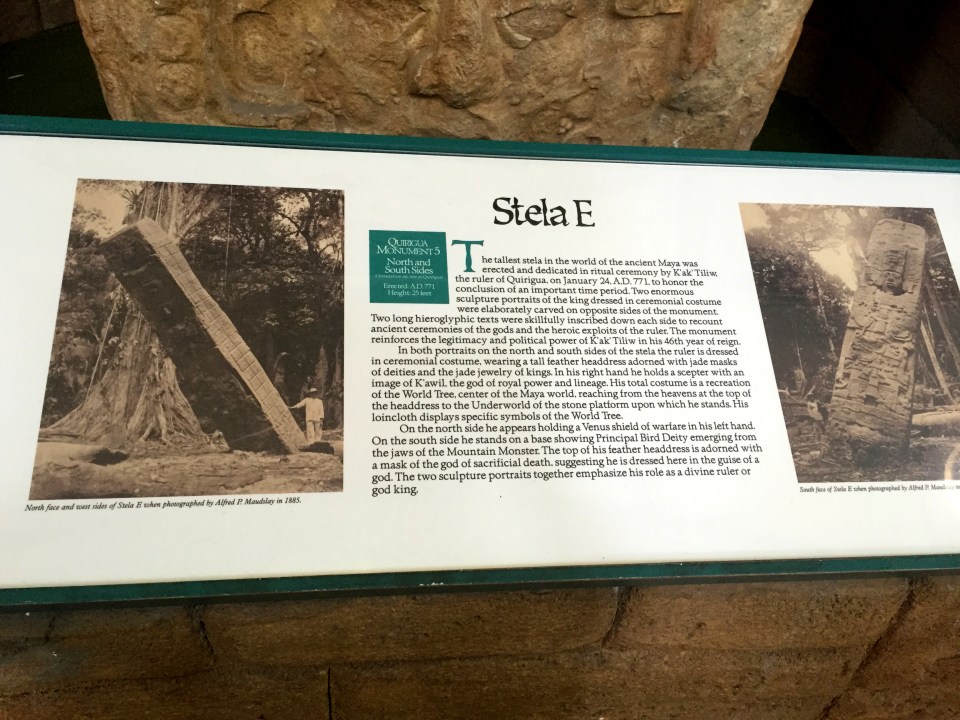 Stela E
QUIRIGUA
MONUMENT 5
North and
South Sides
Erected: A.D. 771
Height: 25 feet
The tallest stela in the world of the ancient Maya was
erected and dedicated in ritual ceremony by K'ak' Tiliw,
the ruler of Quirigua, on January 24, A.D. 771, to honor the
conclusion of an important time period. Two enormous
sculpture portraits of the king dressed in ceremonial costume
were elaborately carved on opposite sides of the monument.
Two long hieroglyphic texts were skillfully inscribed down each side to recount
ancient ceremonies of the gods and the heroic exploits of the ruler. The monument
reinforces the legitimacy and political power of K'ak' Tiliw in his 46th year of reign.
In both portraits on the north and south sides of the stela the ruler is dressed
in ceremonial costume, wearing a tall feather headdress adorned with jade masks
of deities and the jade jewelry of kings. In his right hand he holds a scepter with an
image of K'awil, the god of royal power and lineage. His total costume is a recreation
of the World Tree, center of the Maya world, reaching from the heavens at the top of
the headdress to the Underworld of the stone platform upon which he stands. His
loincloth displays specific symbols of the World Tree.
On the north side he appears holding a Venus shield of warfare in his left hand.
On the south side he stands on a base showing Principal Bird Deity emerging from
the jaws of the Mountain Monster. The top of his feather headdress is adorned with
a mask of the god of sacrificial death, suggesting he is dressed here in the guise of a
god. The two sculpture portraits together emphasize his role as a divine ruler or
god king.
North face and west sides of Stela E when photographed by Alfred P. Maudslay in 1885.
South face of Stela E when photographed by Alfred P. Maudslay